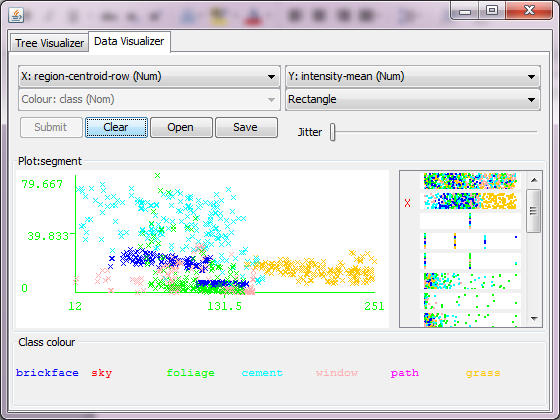 Tree Visualizer Data Visualizer
X: region-centroid-row (Num) Y: intensity-mean (Num)
Colour: class (Nom) Rectangle
Submit Clear Open Save Jitter
Plot:segment
79.667
39.833
0
12 131.5 251
X
Class colour
brickface sky foliage cement window path grass